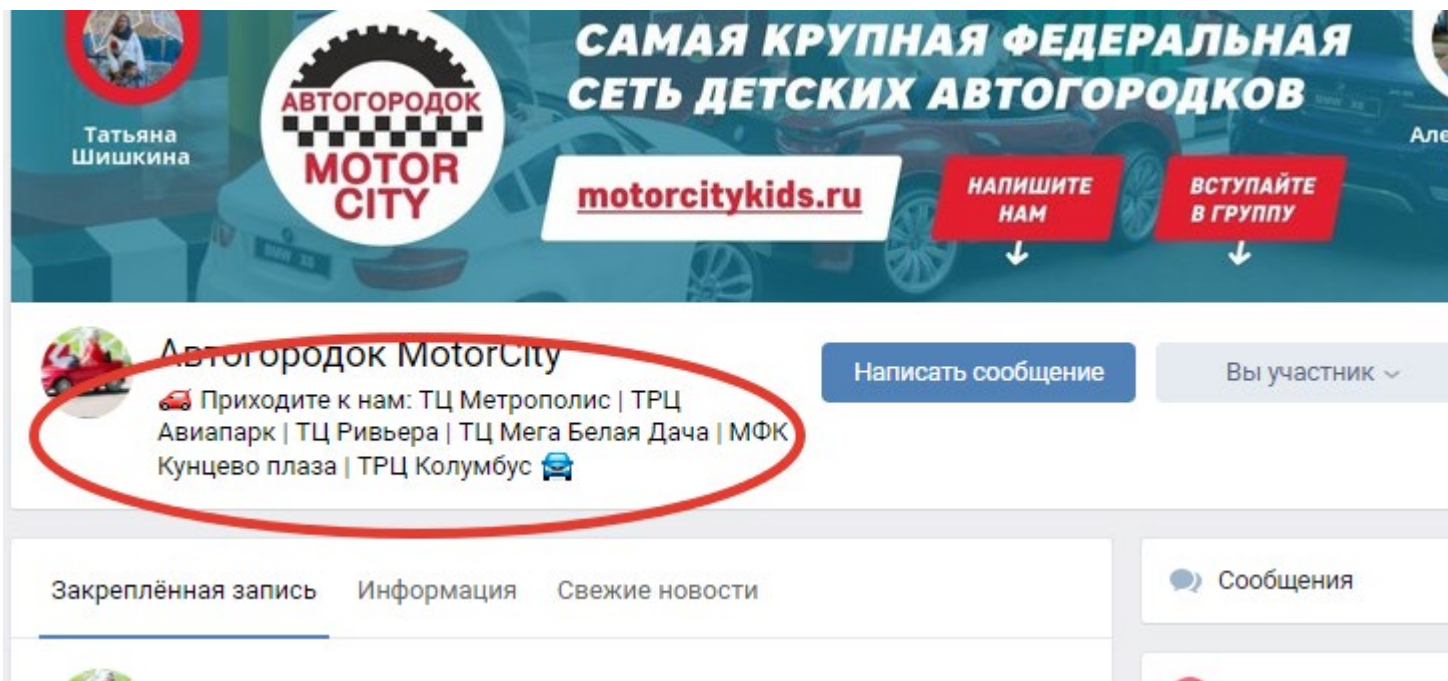 САМАЯ КРУПНАЯ ФЕДЕРАЛЬНАЯ
СЕТЬ ДЕТСКИХ АВТОГОРОДКОВ
Татьяна
Шишкина
АВТОГОРОДОК
MOTOR
CITY
motorcitykids.ru
НАПИШИТЕ
НАМ
ВСТУПАЙТЕ
В ГРУППУ
Автогородок MotorCity
Приходите к нам: ТЦ Метрополис | ТРЦ
Авиапарк | ТЦ Ривьера | ТЦ Мега Белая Дача | МФК
Кунцево плаза | ТРЦ Колумбус
Написать сообщение
Вы участник
Закреплённая запись Информация Свежие новости
Сообщения